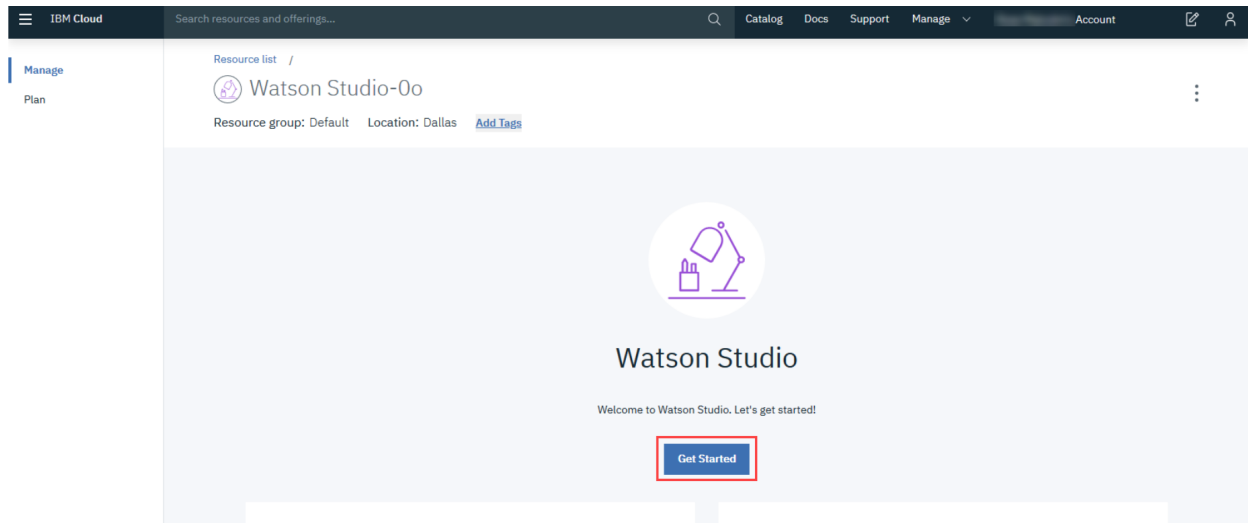 IBM Cloud Search resources and offerings... Catalog Docs Support Manage Account
Manage
Plan
Resource list /
Watson Studio-0o
Resource group: Default Location: Dallas Add Tags
Watson Studio
Welcome to Watson Studio. Let's get started!
Get Started